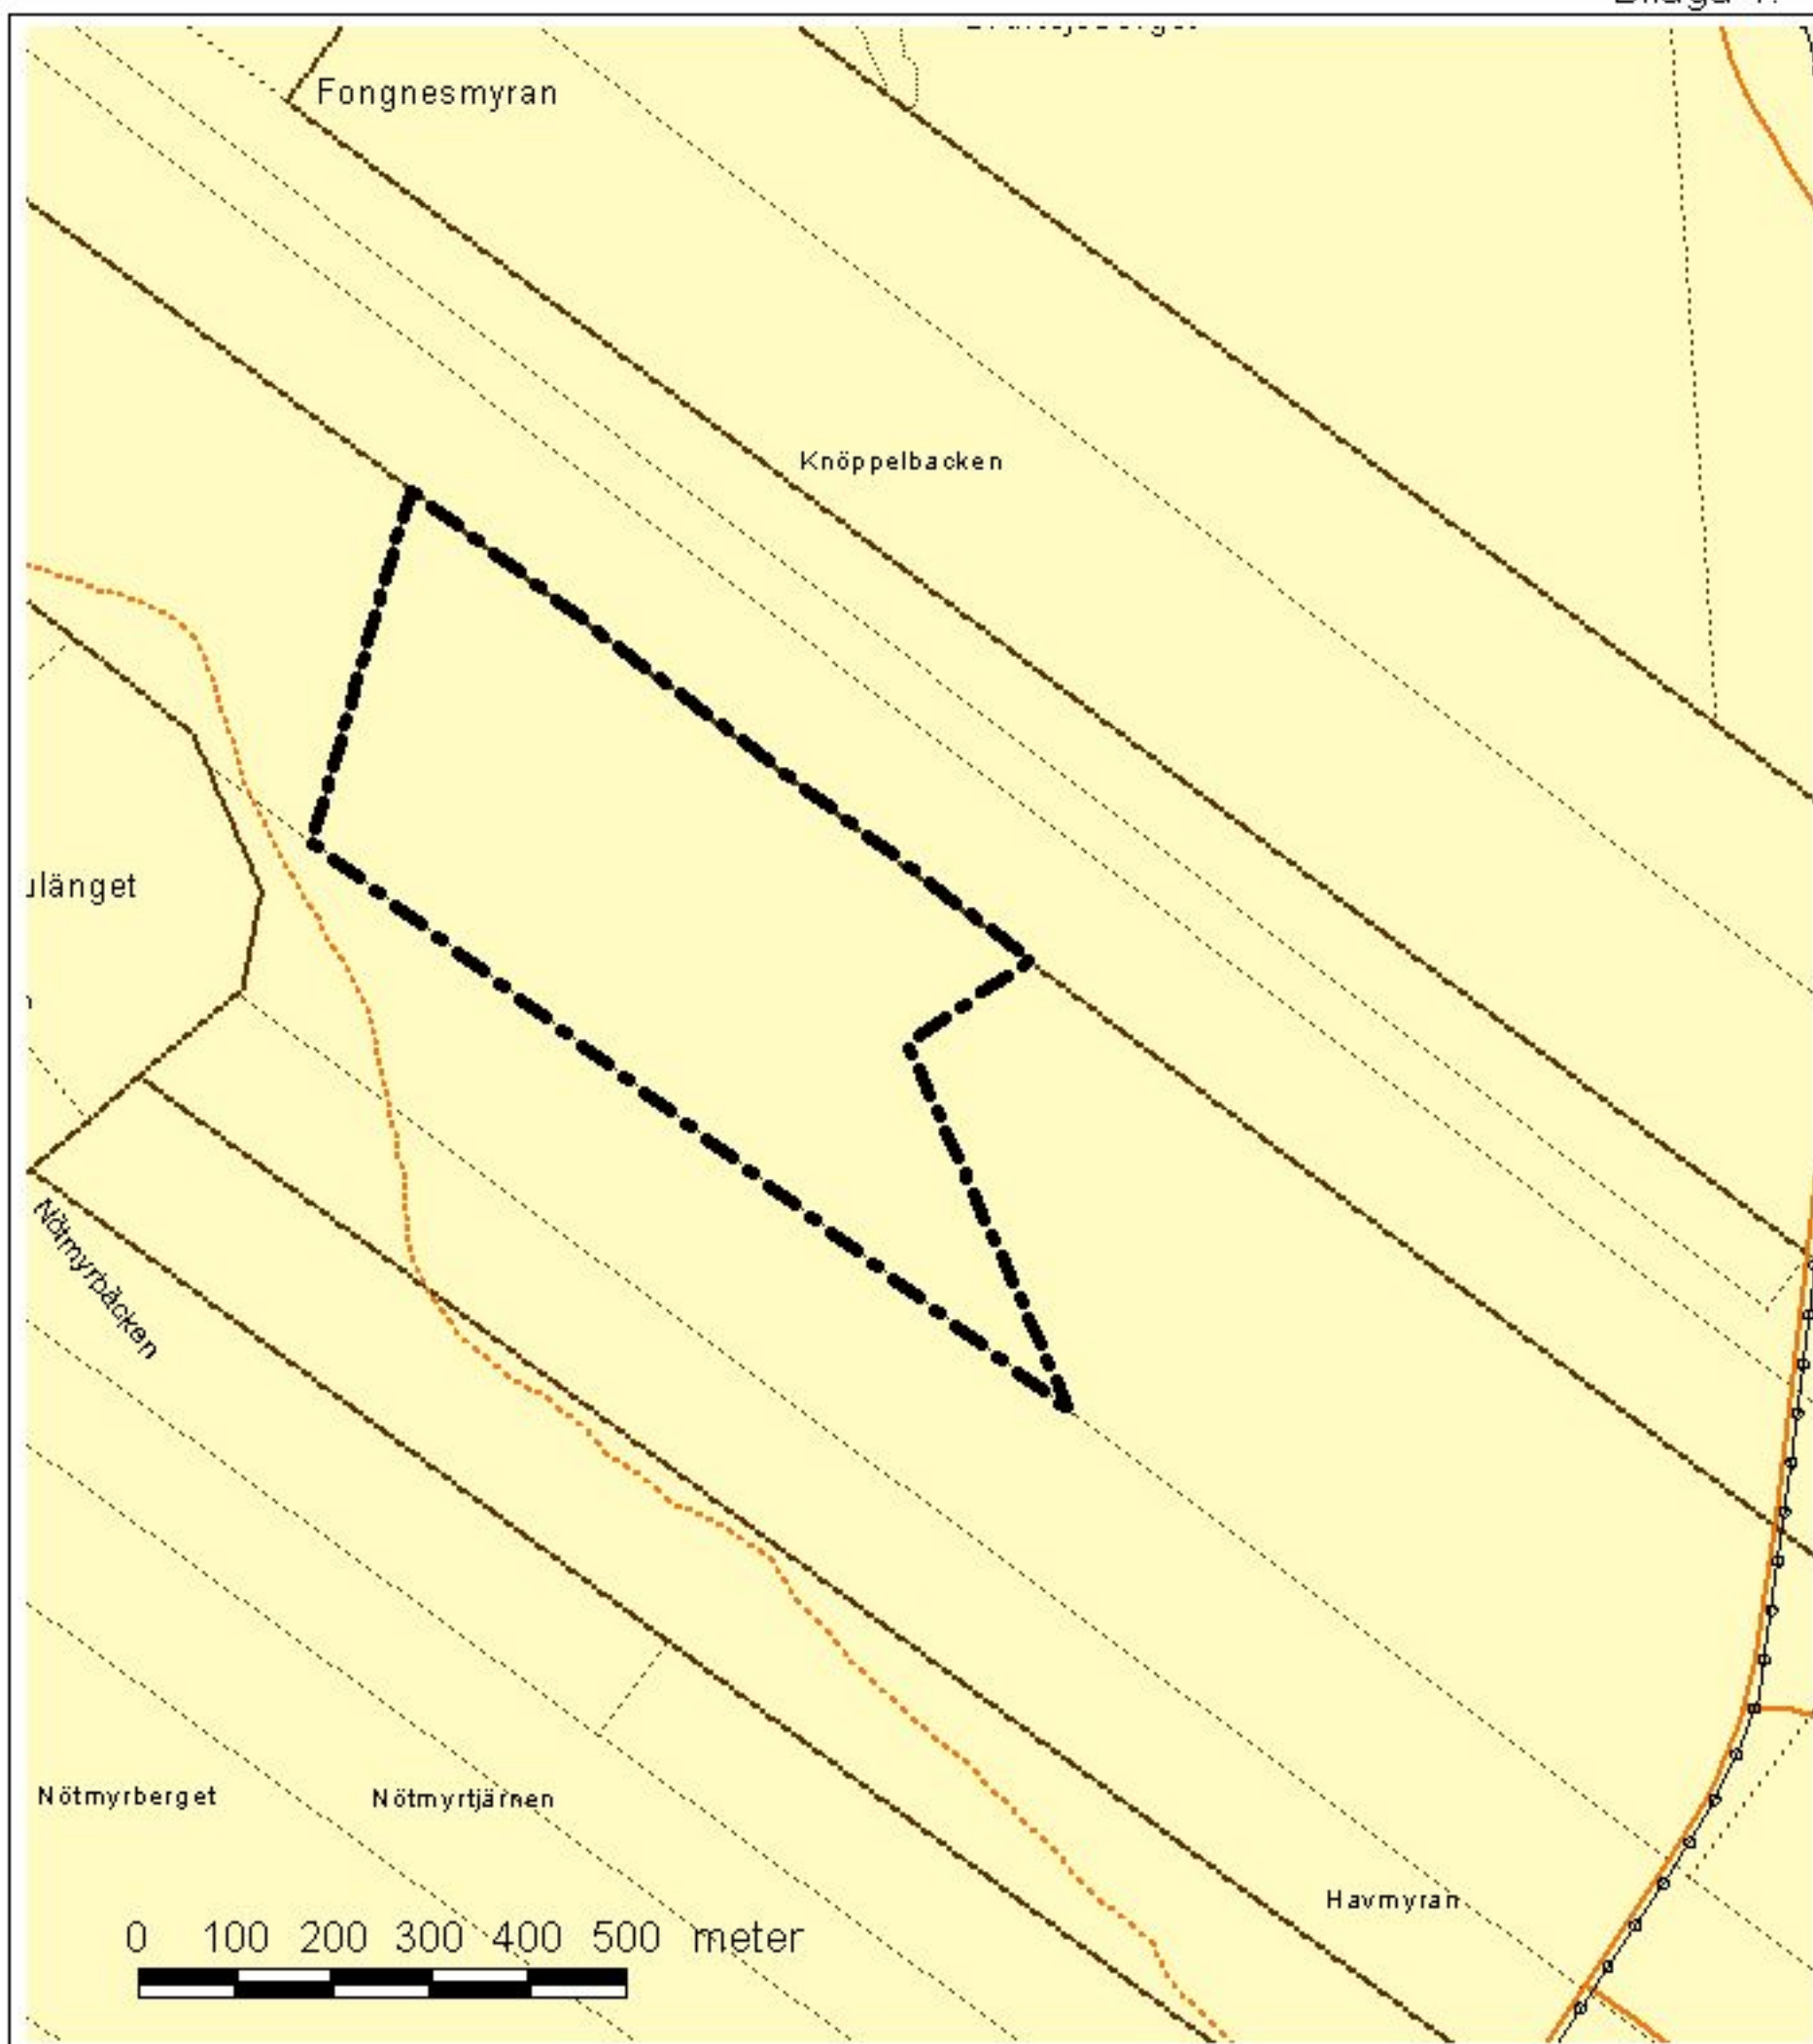 Fongnesmyran
Knöppelbacken
länget
Nötmyrbäcken
Nötmyrberget
Nötmyrtjärnen
Havmyran
0 100 200 300 400 500 meter